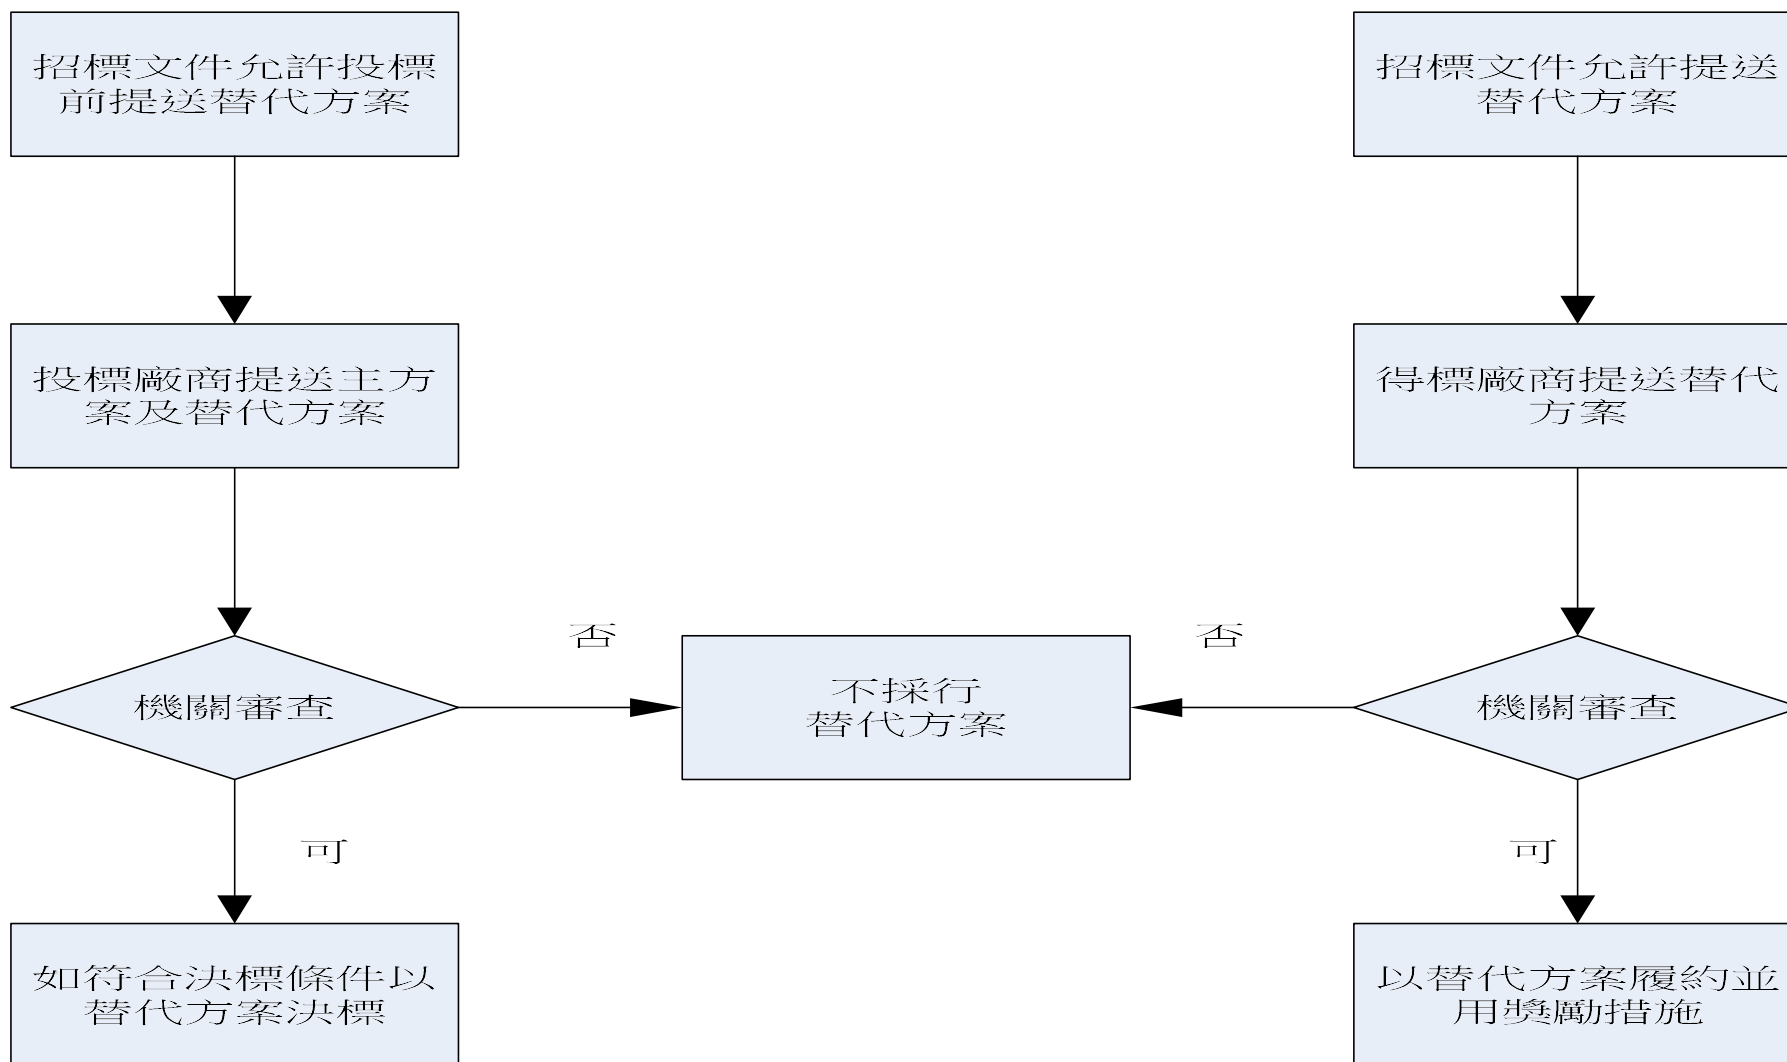 招標文件允許投標
前提送替代方案
招標文件允許提送
替代方案
投標廠商提送主方
案及替代方案
得標廠商提送替代
方案
機關審查
否
不採行
替代方案
否
機關審查
可
可
如符合決標條件以
替代方案決標
以替代方案履約並
用獎勵措施